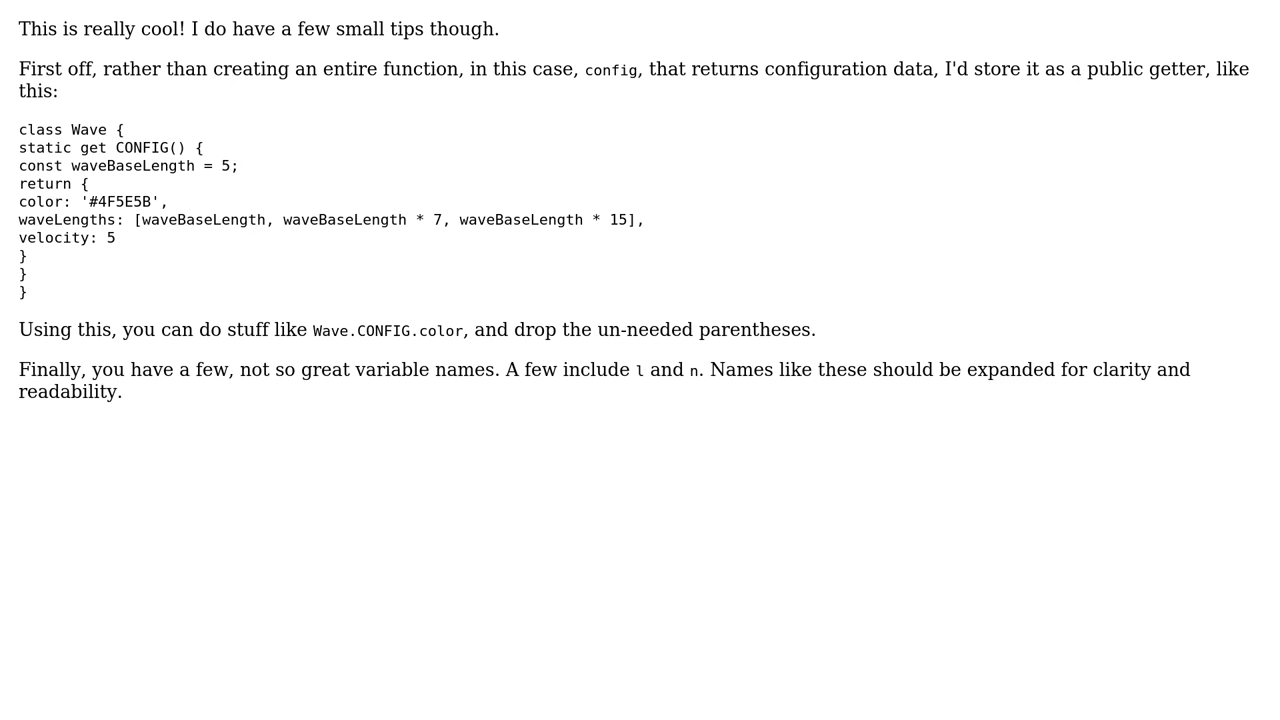 This is really cool! I do have a few small tips though.
First off, rather than creating an entire function, in this case, config, that returns configuration data, I'd store it as a public getter, like
this:
class Wave {
static get CONFIG() {
const waveBaseLength = 5;
return {
color: '#4F5E5B',
waveLengths: [waveBaseLength, waveBaseLength * 7, waveBaseLength * 15],
velocity: 5
}
}
}
Using this, you can do stuff like Wave.CONFIG.color, and drop the un-needed parentheses.
Finally, you have a few, not so great variable names. A few include l and n. Names like these should be expanded for clarity and
readability.